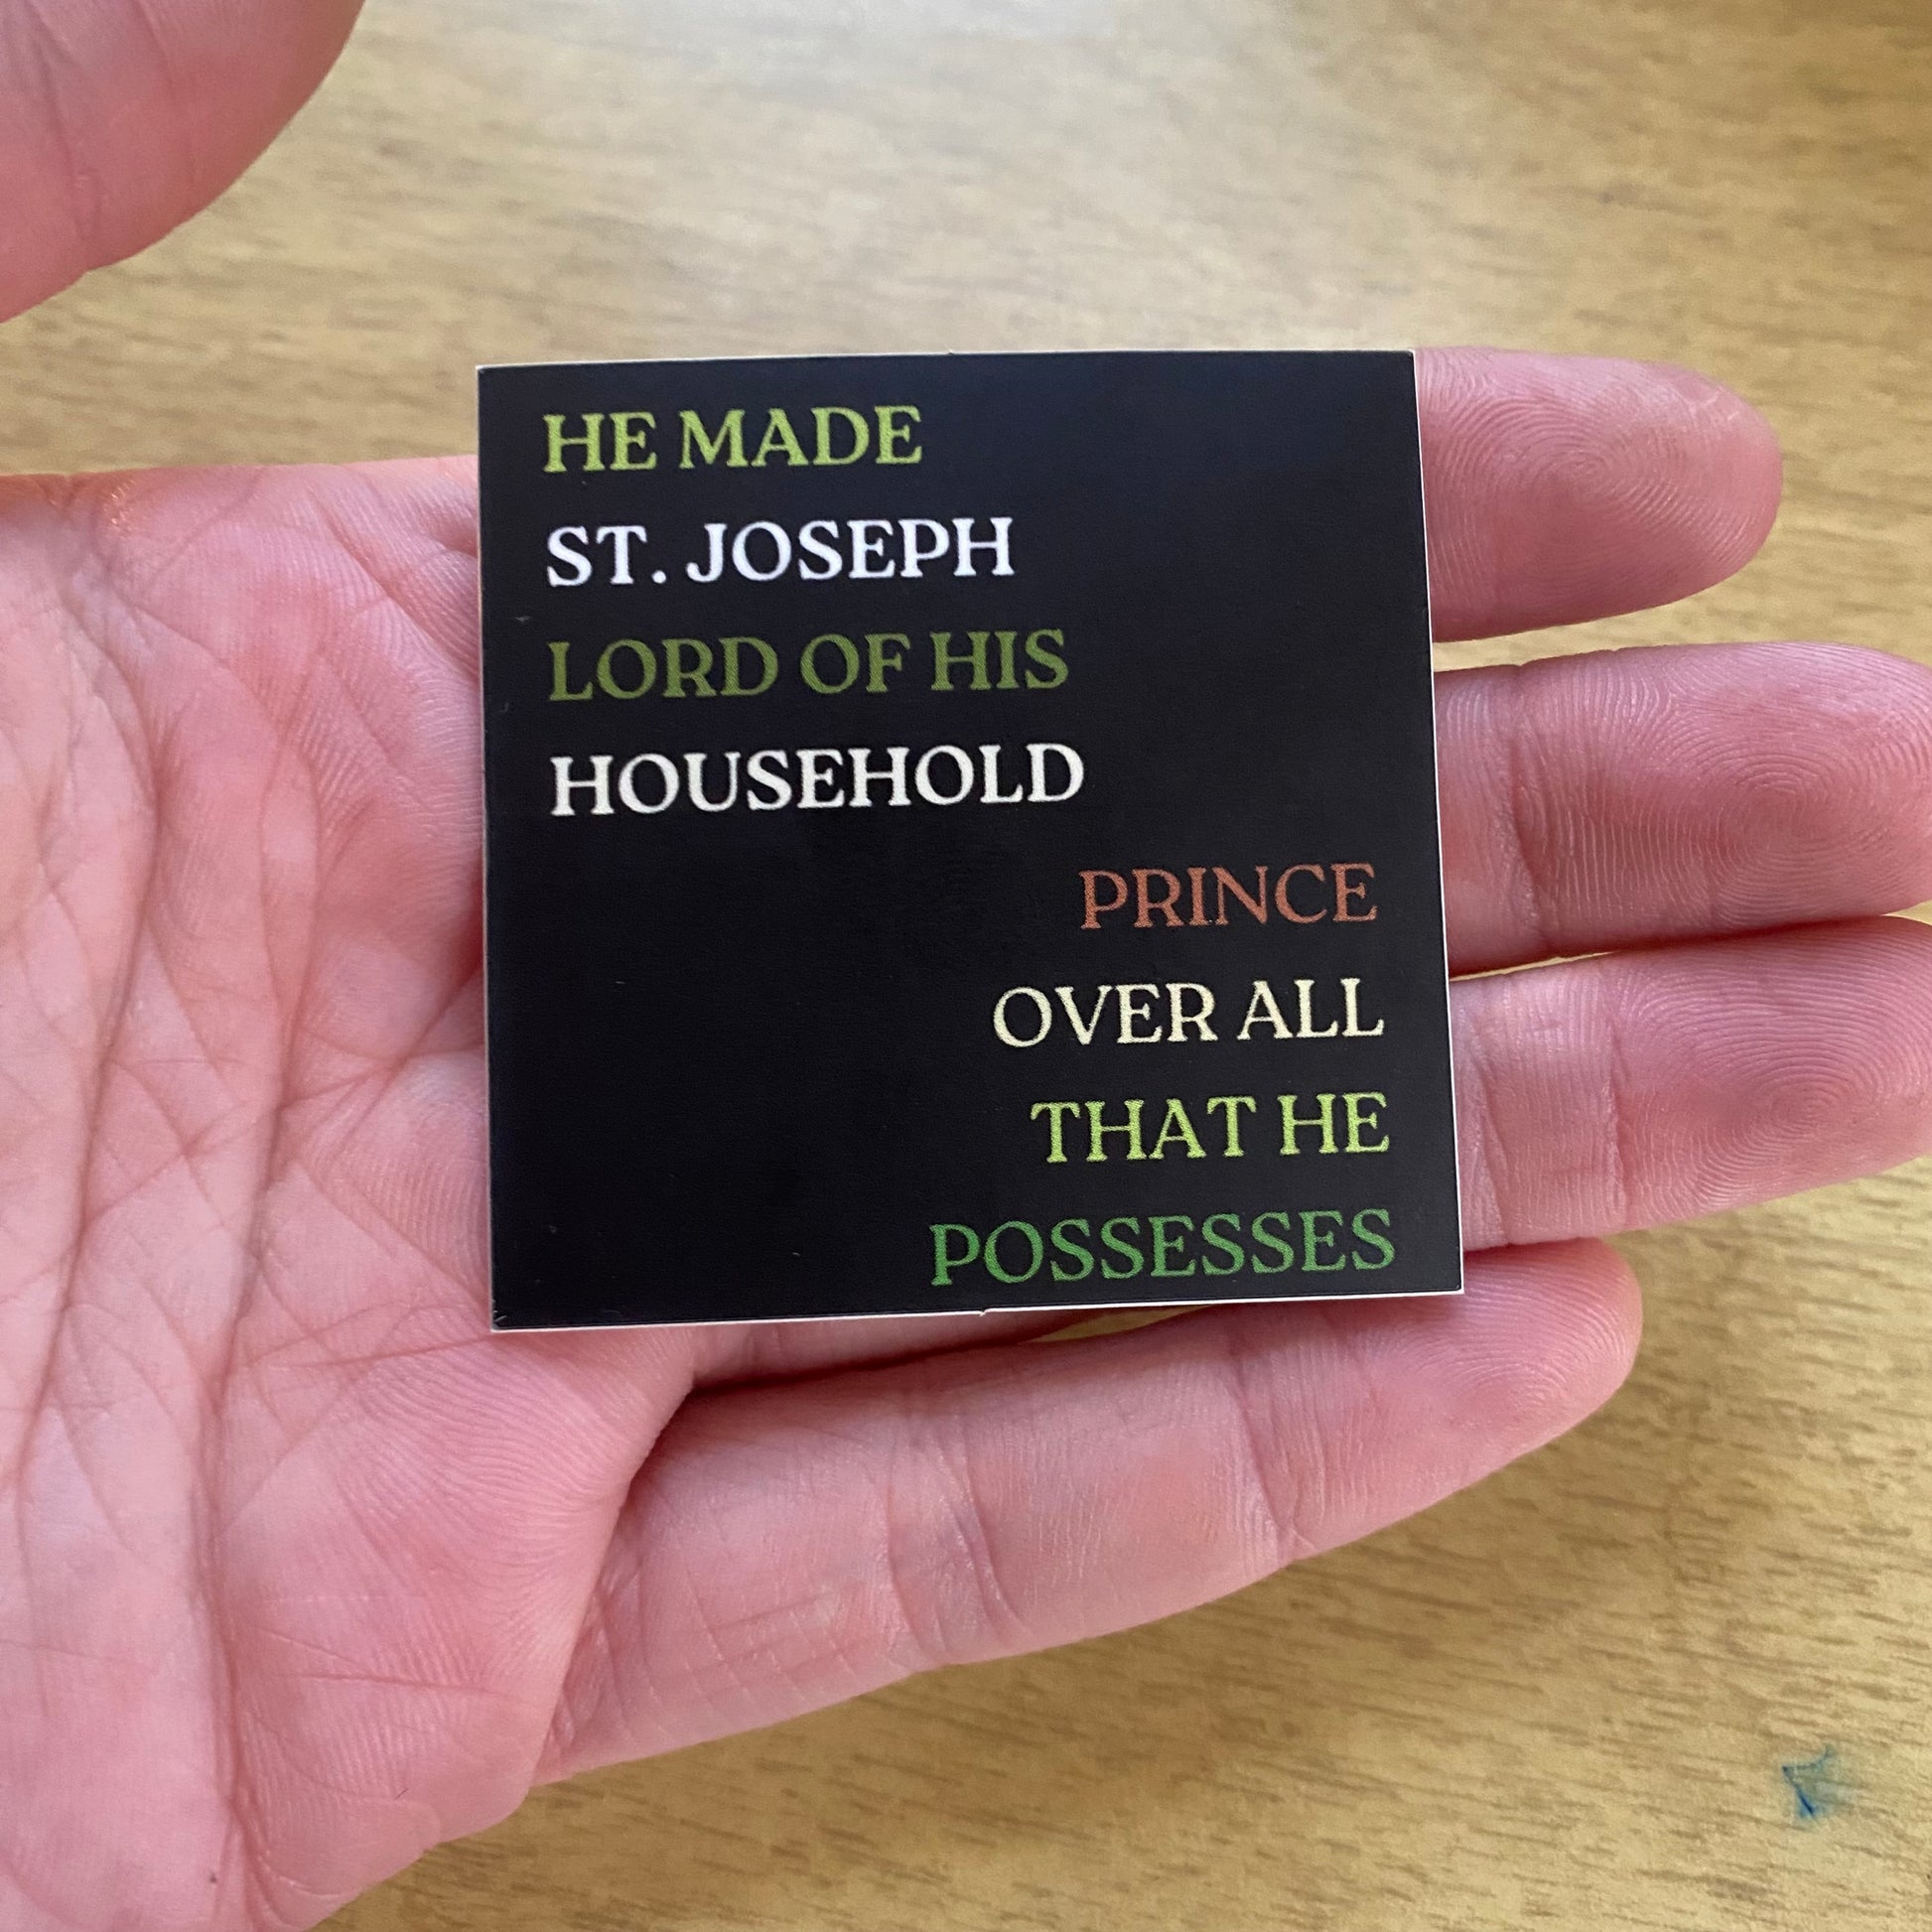 HE MADE
ST. JOSEPH
LORD OF HIS
HOUSEHOLD
PRINCE
OVER ALL
THAT HE
POSSESSES